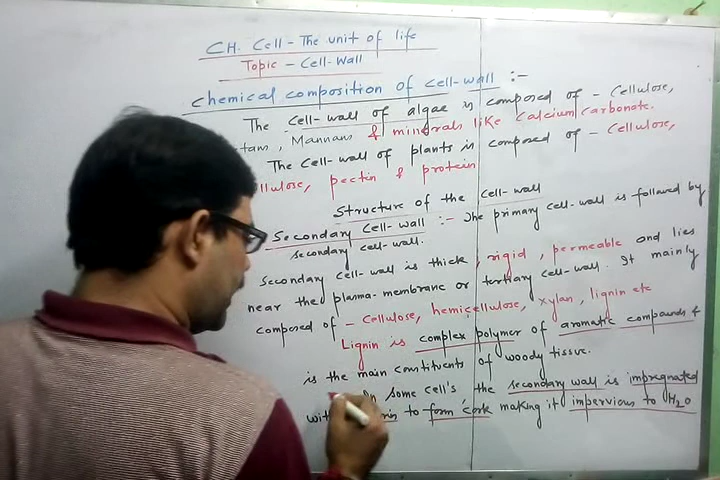 CH. Cell - The unit of life
Topic - Cell-Wall
chemical composition of cell-wall :-
The cell-wall of algae is composed of - Cellulose,
Mannans & minerals like Calcium Carbonate.
The cell-wall of plants is composed of - Cellulose,
pectin & protein
Structure of the cell-wall
Secondary cell-wall :- The primary cell-wall is followed by
secondary cell-wall.
Secondary cell-wall is thick, rigid, permeable and lies
near the plasma-membrane or tertiary cell-wall. It mainly
composed of - Cellulose, hemicellulose, xylan, lignin etc
Lignin is complex polymer of aromatic compounds &
is the main constituents of woody tissue.
In some cell's the secondary wall is impregnated
to form 'cork' making it impervious to H2O